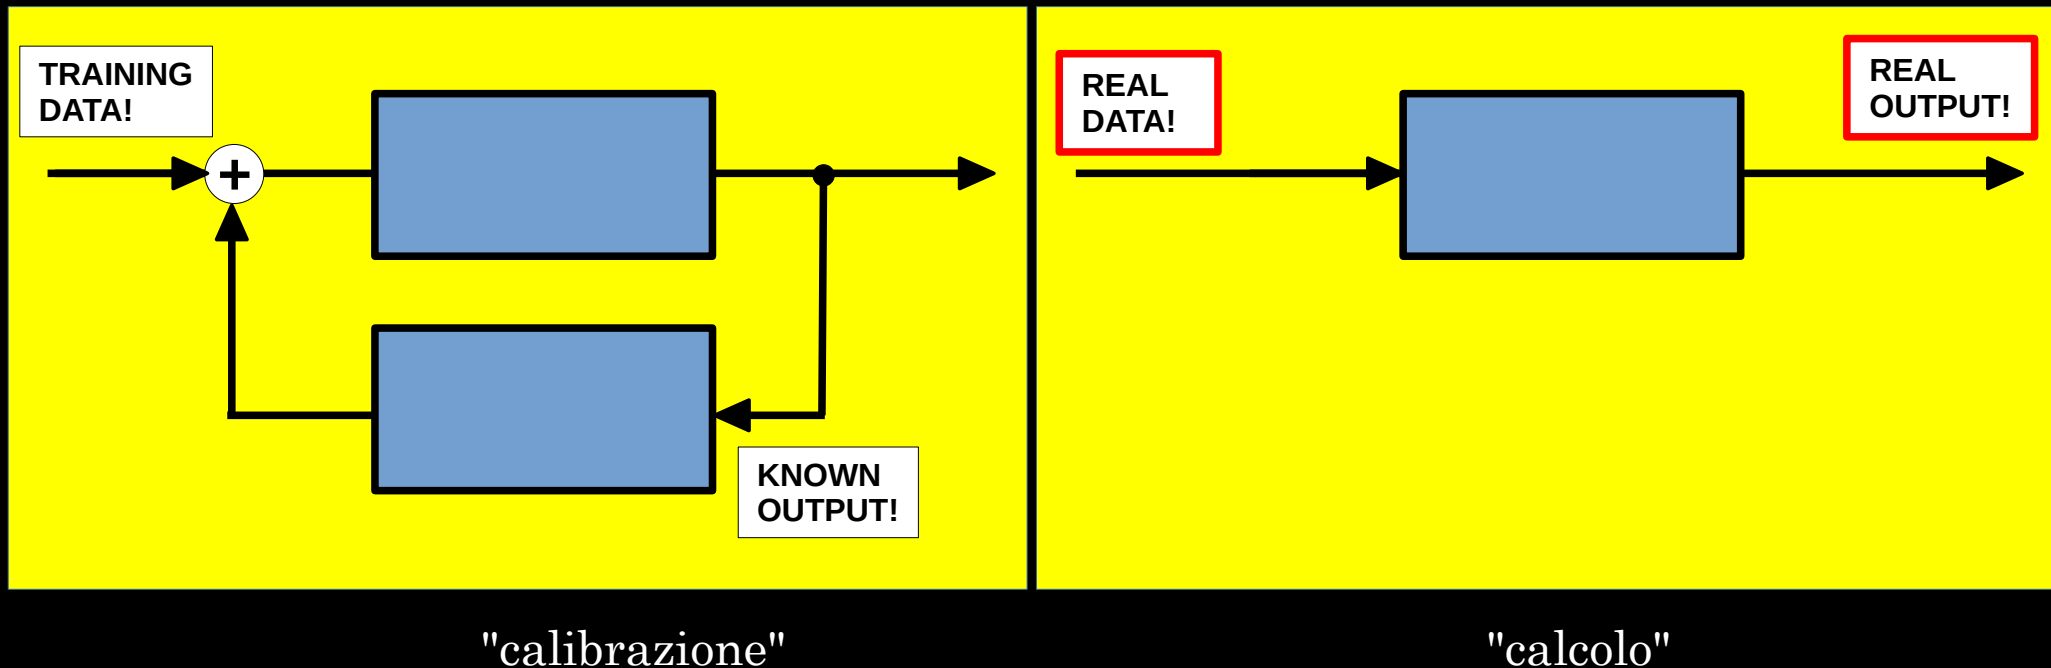 TRAINING
DATA!
+
KNOWN
OUTPUT!
REAL
DATA!
REAL
OUTPUT!
"calibrazione"
"calcolo"